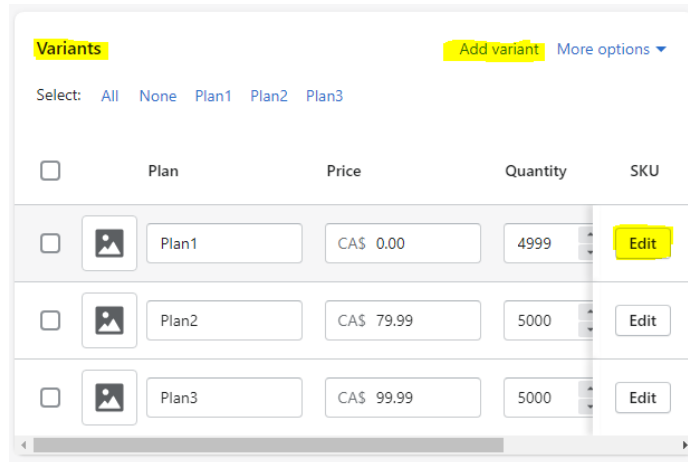 Variants Add variant More options
Select: All None Plan1 Plan2 Plan3
Plan Price Quantity SKU
Plan1 CA$ 0.00 4999 Edit
Plan2 CA$ 79.99 5000 Edit
Plan3 CA$ 99.99 5000 Edit